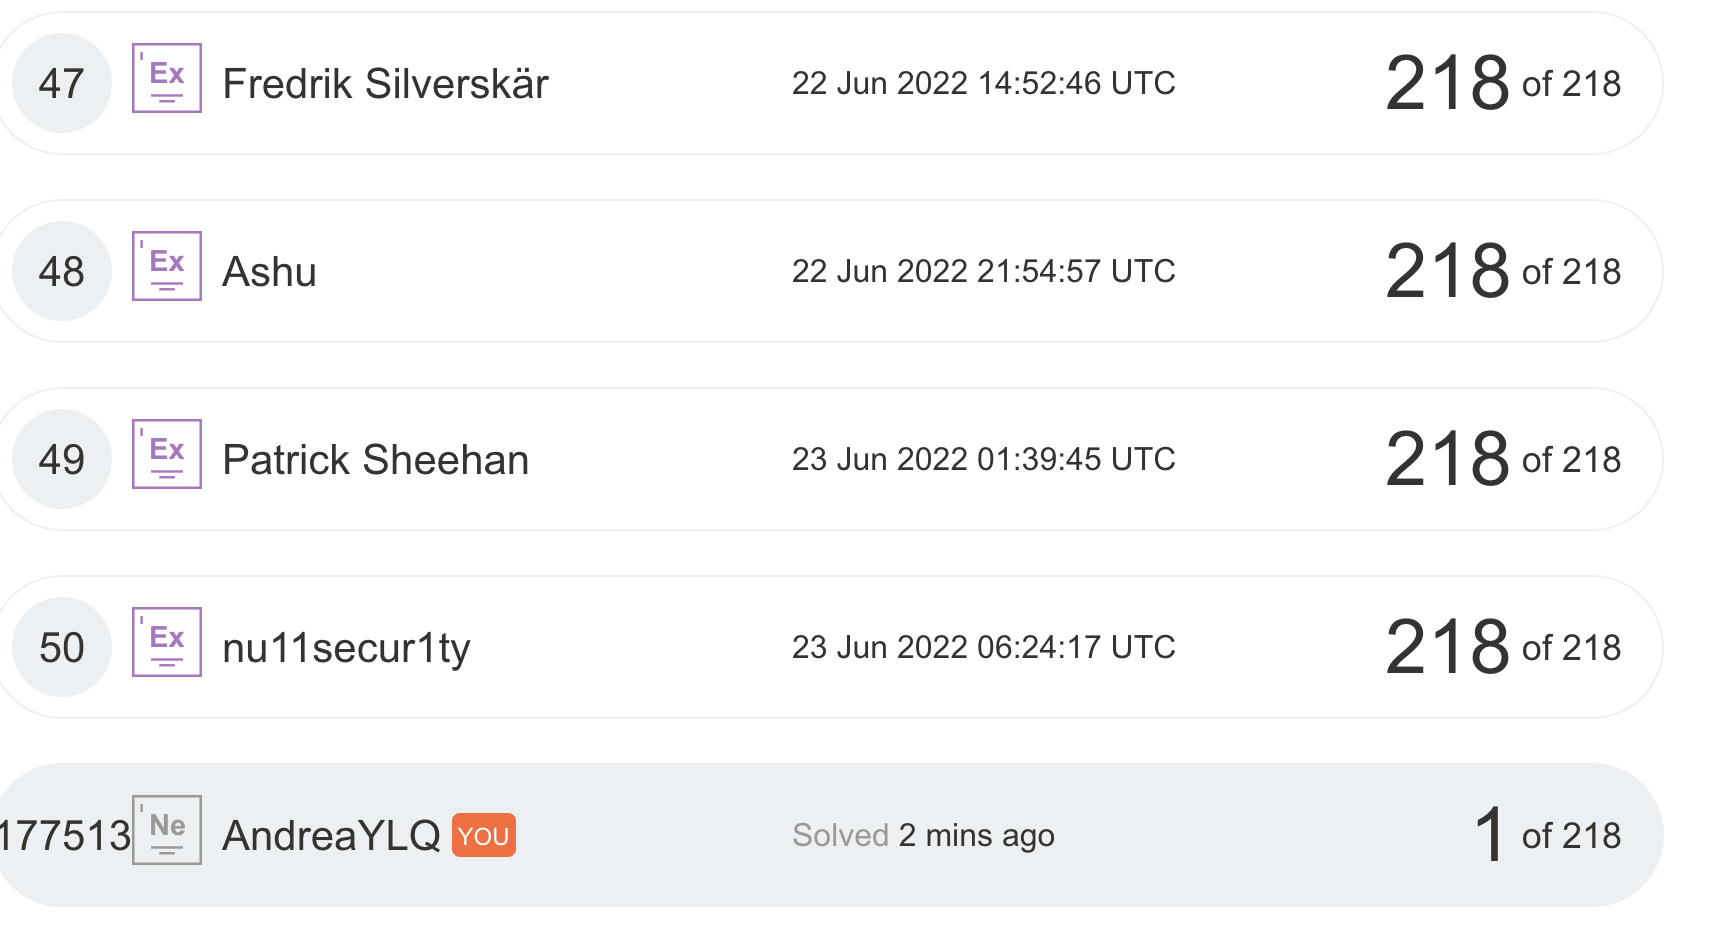 47 Ex Fredrik Silverskär 22 Jun 2022 14:52:46 UTC 218 of 218
48 Ex Ashu 22 Jun 2022 21:54:57 UTC 218 of 218
49 Ex Patrick Sheehan 23 Jun 2022 01:39:45 UTC 218 of 218
50 Ex nu11secur1ty 23 Jun 2022 06:24:17 UTC 218 of 218
177513 Ne AndreaYLQ YOU Solved 2 mins ago 1 of 218